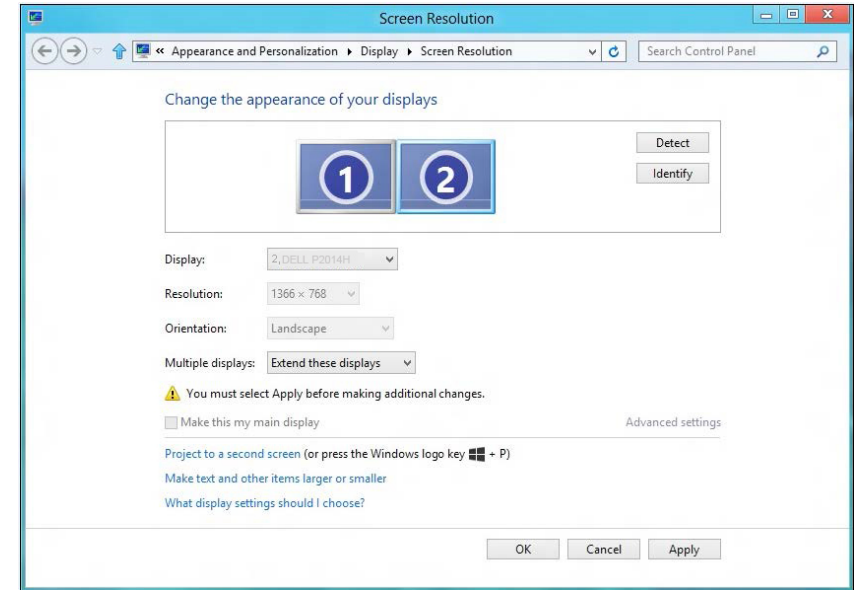 Screen Resolution
« Appearance and Personalization Display Screen Resolution
Search Control Panel
Change the appearance of your displays
1 2
Detect
Identify
Display: 2, DELL P2014H
Resolution: 1366 × 768
Orientation: Landscape
Multiple displays: Extend these displays
You must select Apply before making additional changes.
Make this my main display Advanced settings
Project to a second screen (or press the Windows logo key + P)
Make text and other items larger or smaller
What display settings should I choose?
OK Cancel Apply